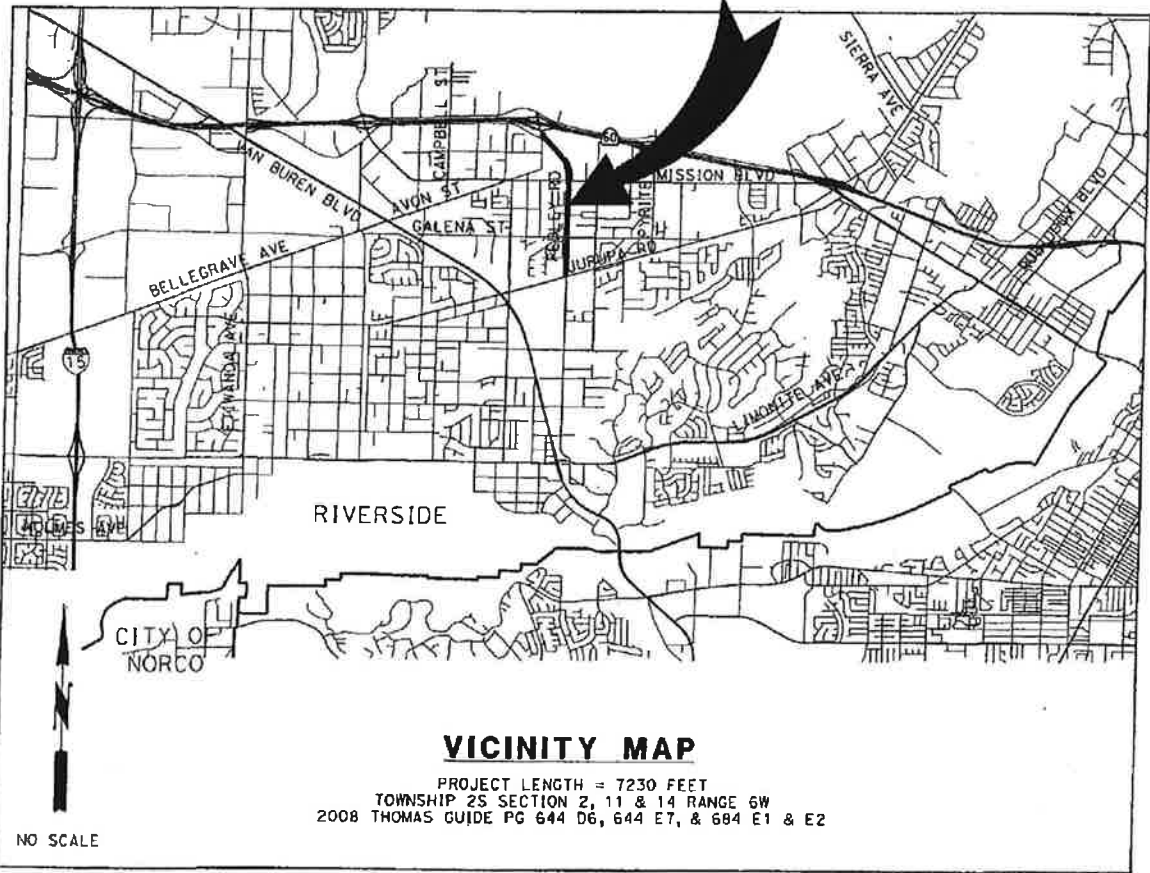 SIERRA AVE
CAMPBELL ST
60
VAN BUREN BLVD
MISSION BLVD
AVON ST
GALENA ST
RUBIDOUX BLVD
BELLEGRAVE AVE
JURUPA RD
15
ETIWANDA AVE
LIMONITE AVE
RIVERSIDE
HOLMES AVE
CITY OF
NORCO
N
VICINITY MAP
PROJECT LENGTH = 7230 FEET
TOWNSHIP 2S SECTION 2, 11 & 14 RANGE 6W
2008 THOMAS GUIDE PG 644 D6, 644 E7, & 684 E1 & E2
NO SCALE